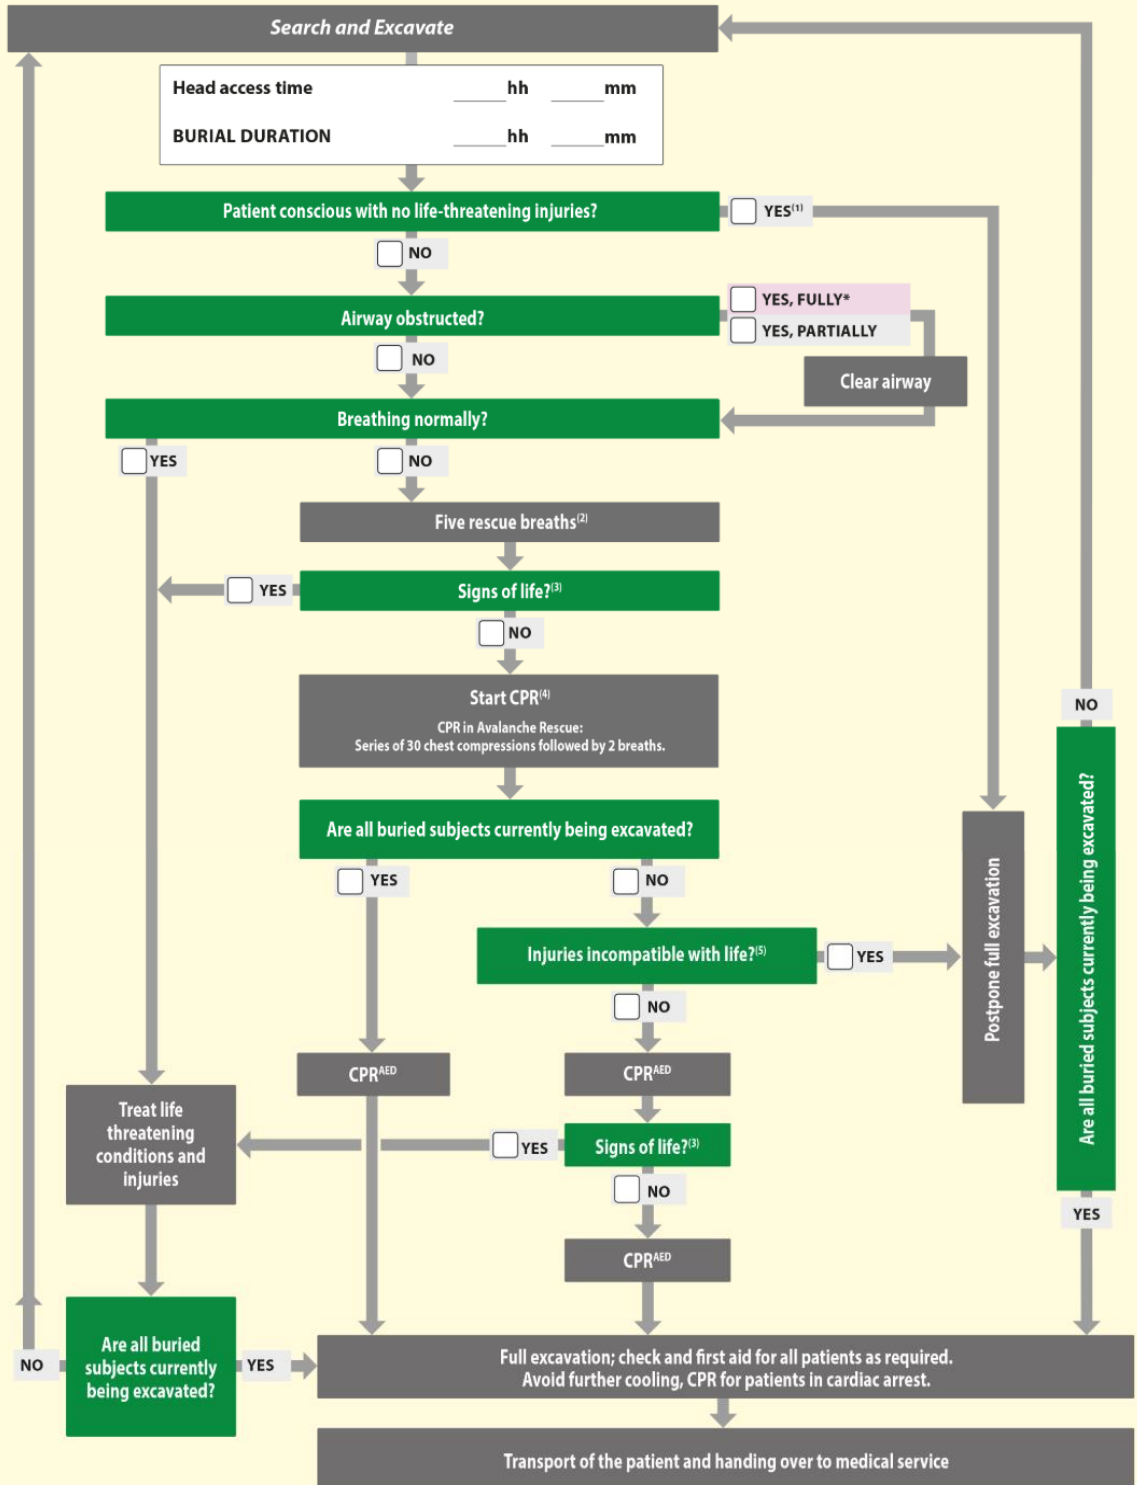 Search and Excavate
Head access time _____hh _____mm
BURIAL DURATION _____hh _____mm
Patient conscious with no life-threatening injuries?
YES(1)
NO
Airway obstructed?
YES, FULLY*
YES, PARTIALLY
NO
Clear airway
Breathing normally?
YES
NO
Five rescue breaths(2)
Signs of life?(3)
YES
NO
Start CPR(4)
CPR in Avalanche Rescue:
Series of 30 chest compressions followed by 2 breaths.
Are all buried subjects currently being excavated?
YES
NO
Injuries incompatible with life?(5)
YES
NO
CPRAED
CPRAED
Signs of life?(3)
YES
NO
CPRAED
Postpone full excavation
NO
Are all buried subjects currently being excavated?
YES
Treat life
threatening
conditions and
injuries
Are all buried
subjects currently
being excavated?
NO
YES
Full excavation; check and first aid for all patients as required.
Avoid further cooling, CPR for patients in cardiac arrest.
Transport of the patient and handing over to medical service